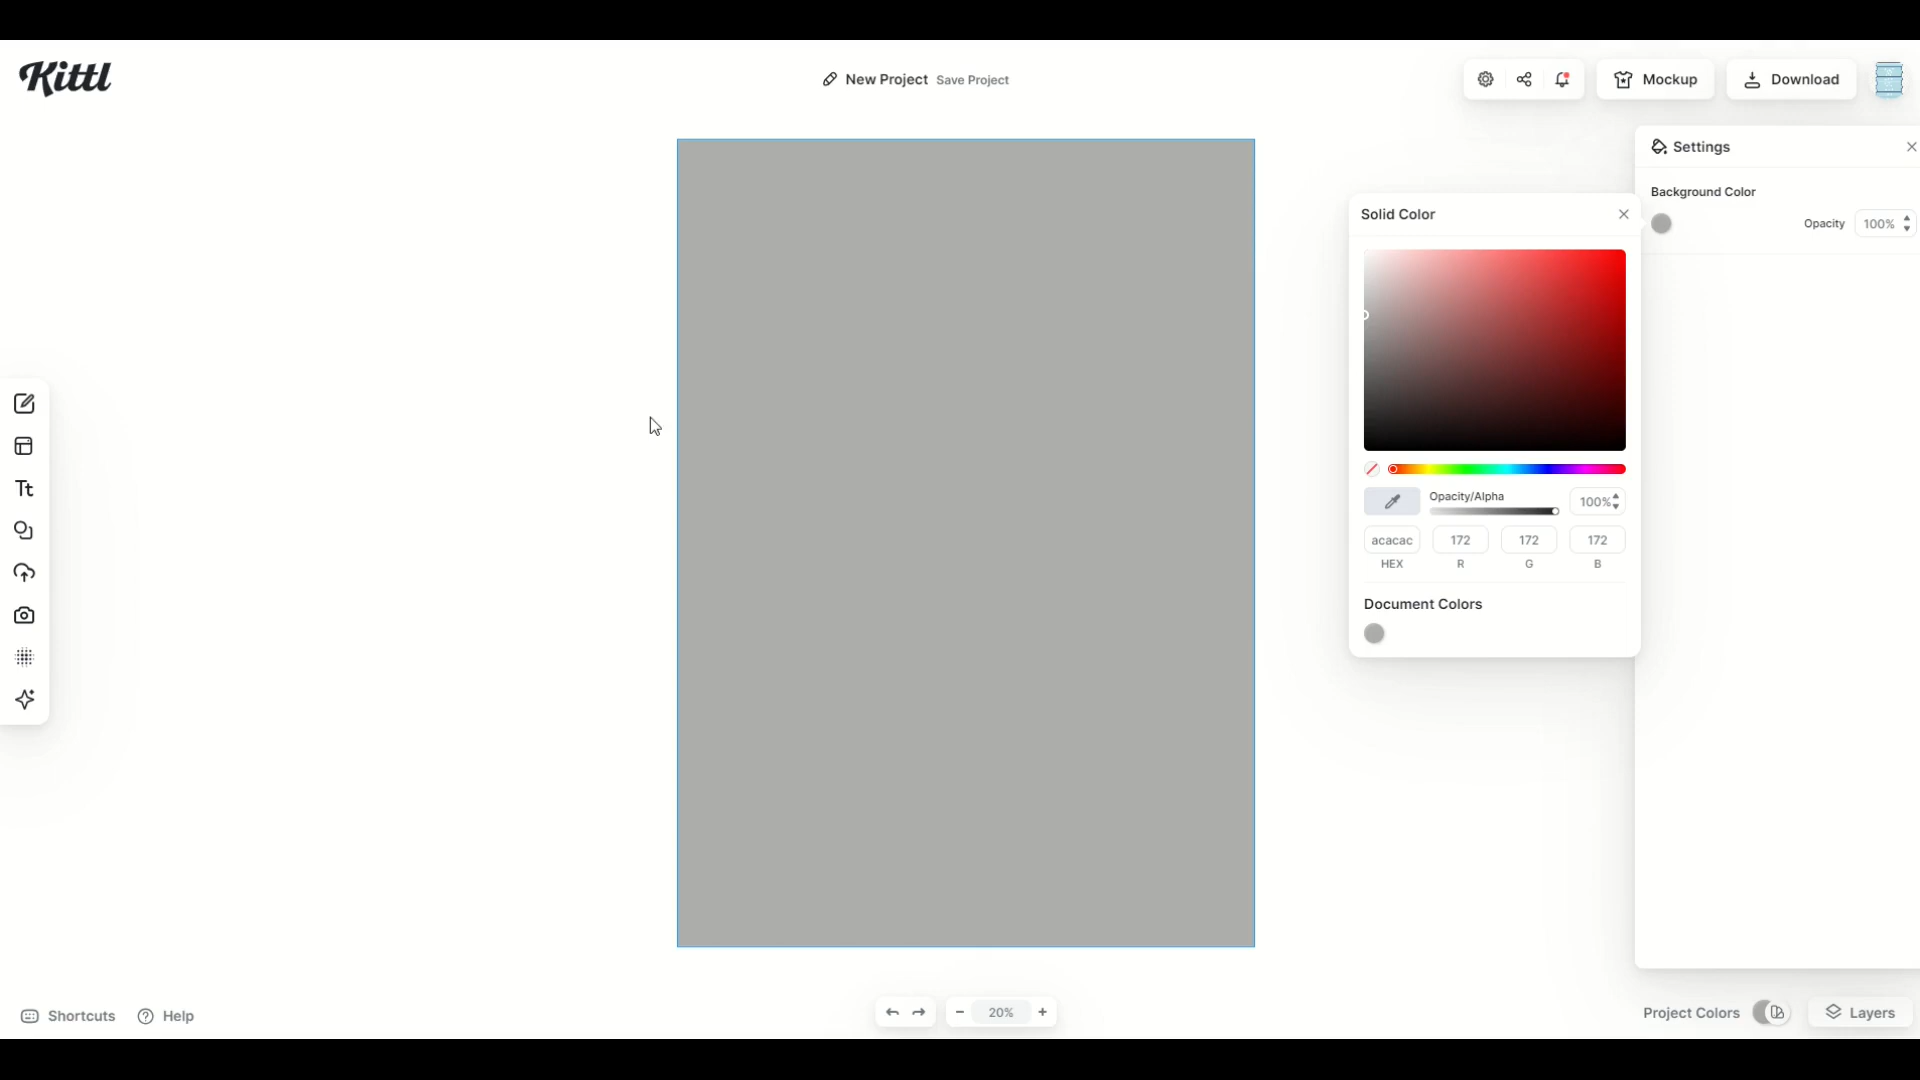 Kittl
New Project Save Project
Mockup
Download
Settings
Background Color
Opacity 100%
Solid Color
Opacity/Alpha
100%
acacac 172 172 172
HEX R G B
Document Colors
Tt
Shortcuts
Help
20%
Project Colors
Layers